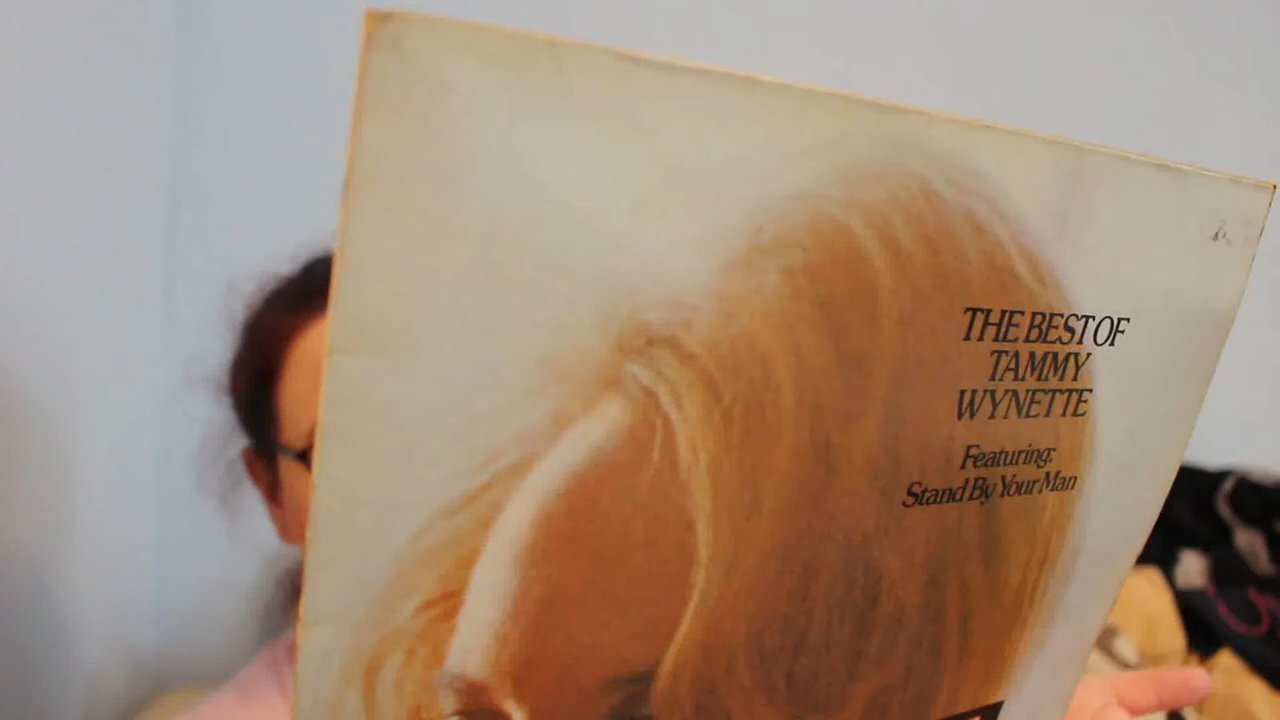 THE BEST OF
TAMMY
WYNETTE
Featuring:
Stand By Your Man